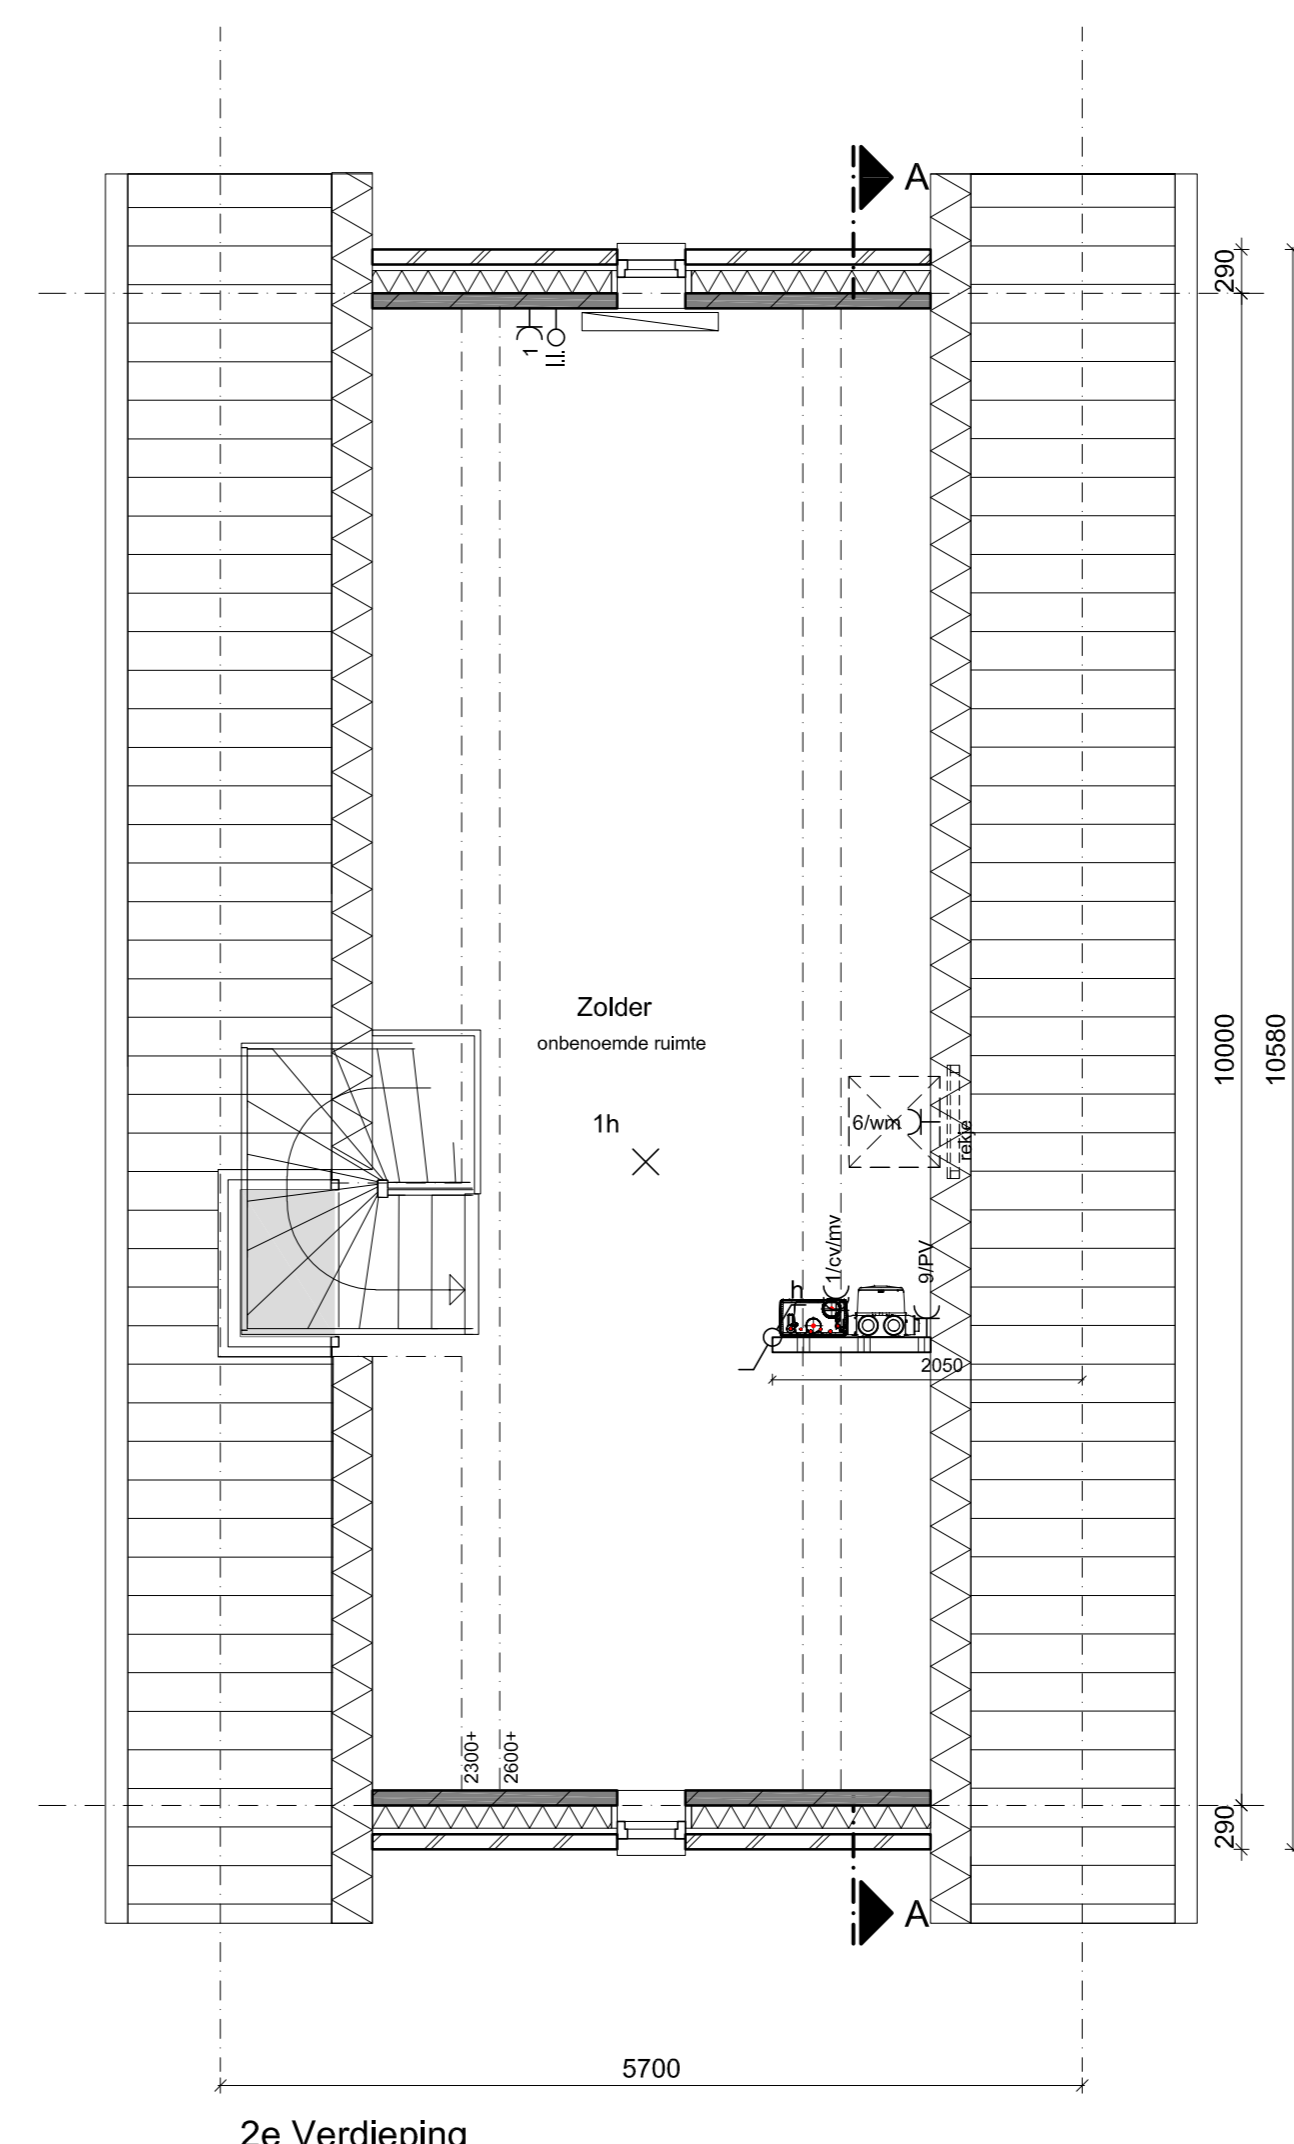 A
290
1
l.l.
Zolder
onbenoemde ruimte
1h
6/wm
rekje
10000
10580
h
1/cv/mv
9/PV
2050
2300+
2600+
290
A
5700
2e Verdieping